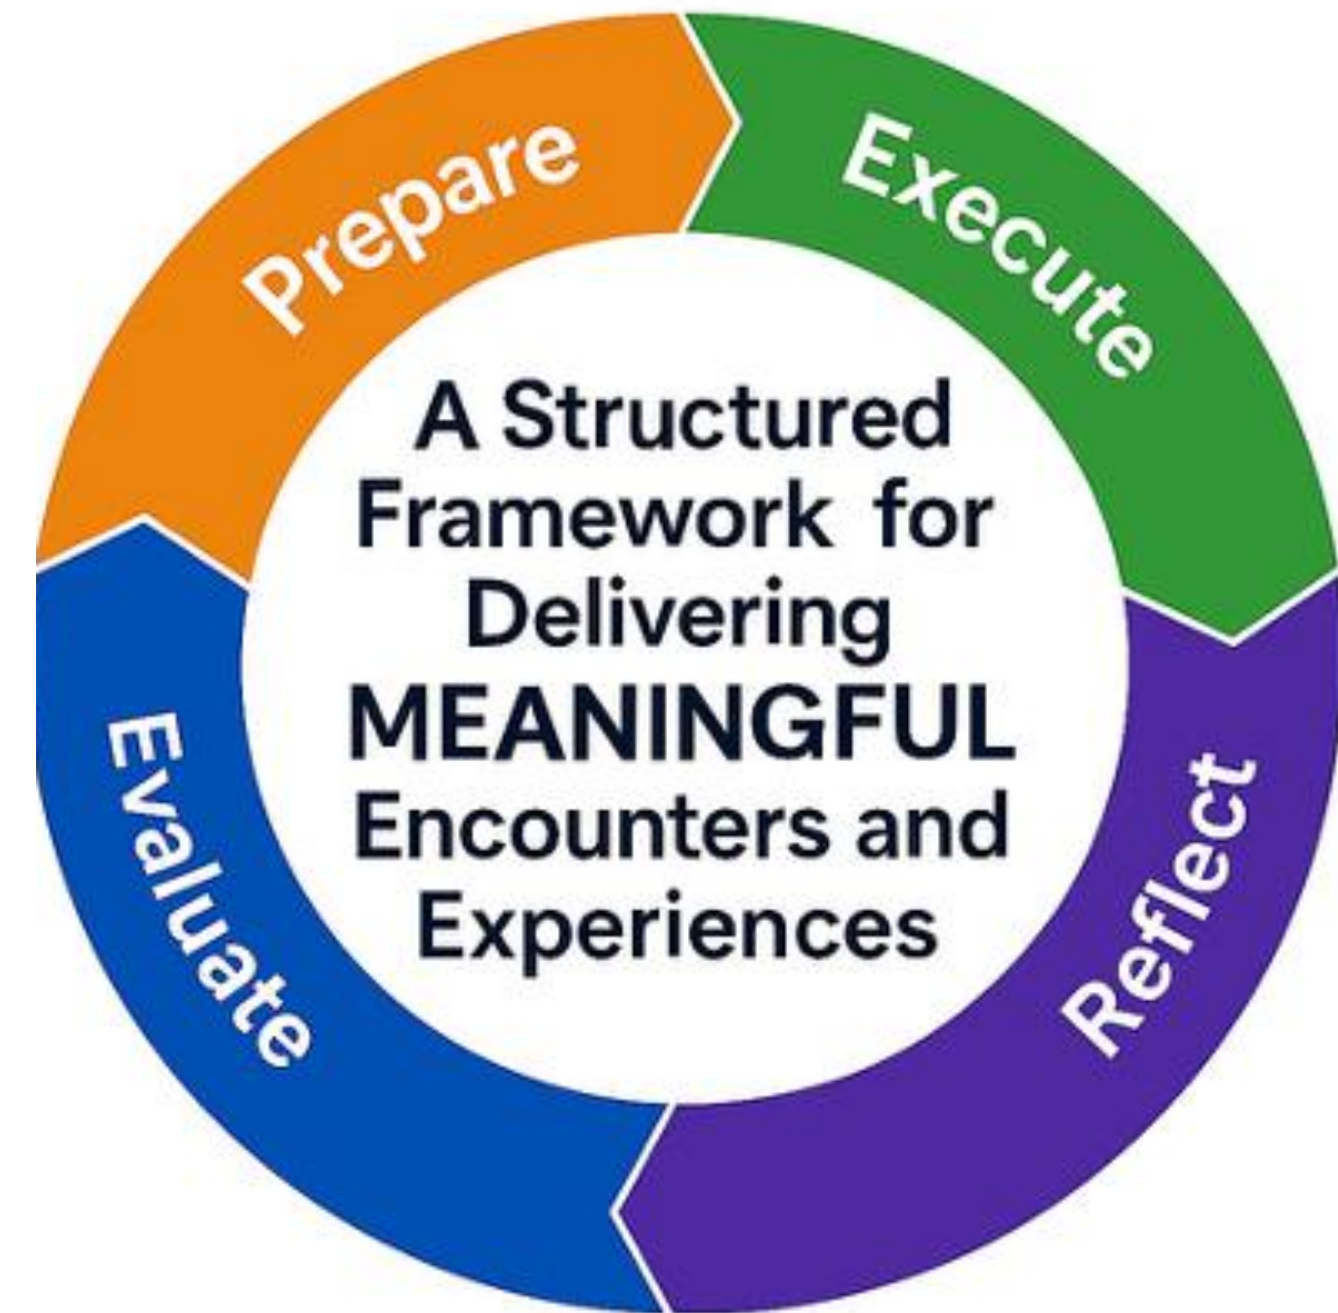 Prepare
Execute
Reflect
Evaluate
A Structured
Framework for
Delivering
MEANINGFUL
Encounters and
Experiences